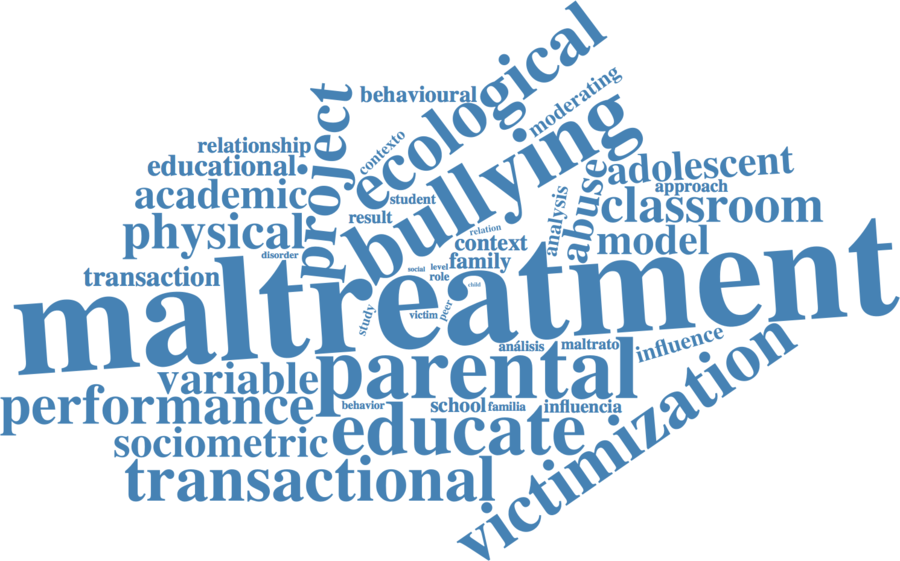 ecological
moderating
behavioural
project
bullying
contexto
relationship
educational
adolescent
academic
abuse
approach
student
analysis
classroom
result
physical
relation
context
model
disorder
family
social
level
transaction
role
child
maltreatment
study
victim
peer
análisis
maltrato
influence
parental
variable
performance
behavior
school
familia
influencia
victimization
educate
sociometric
transactional